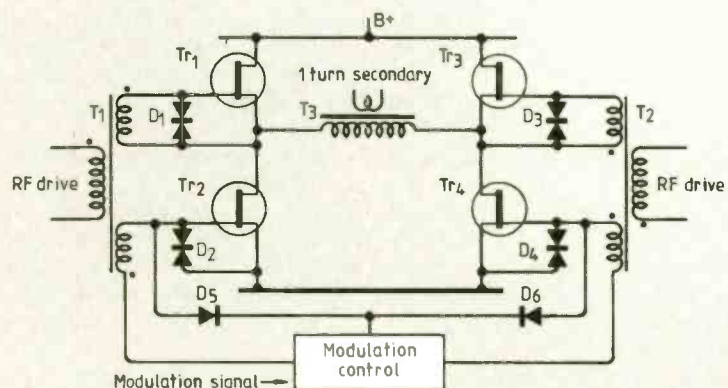 B+
Tr1
Tr3
1 turn secondary
T1
D1
T3
D3
T2
RF drive
Tr2
Tr4
RF drive
D2
D4
D5
D6
Modulation
control
Modulation signal